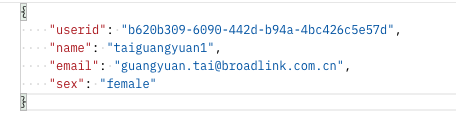 {
"userid": "b620b309-6090-442d-b94a-4bc426c5e57d",
"name": "taiguangyuan1",
"email": "guangyuan.tai@broadlink.com.cn",
"sex": "female"
}